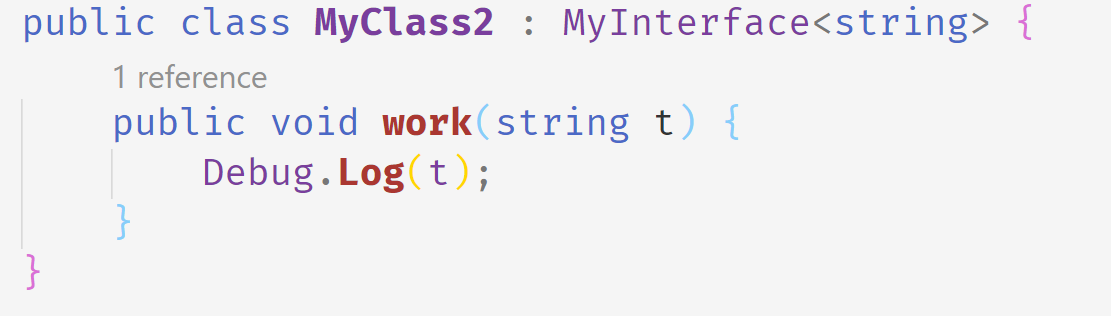 public class MyClass2 : MyInterface<string> {
1 reference
public void work(string t) {
Debug.Log(t);
}
}